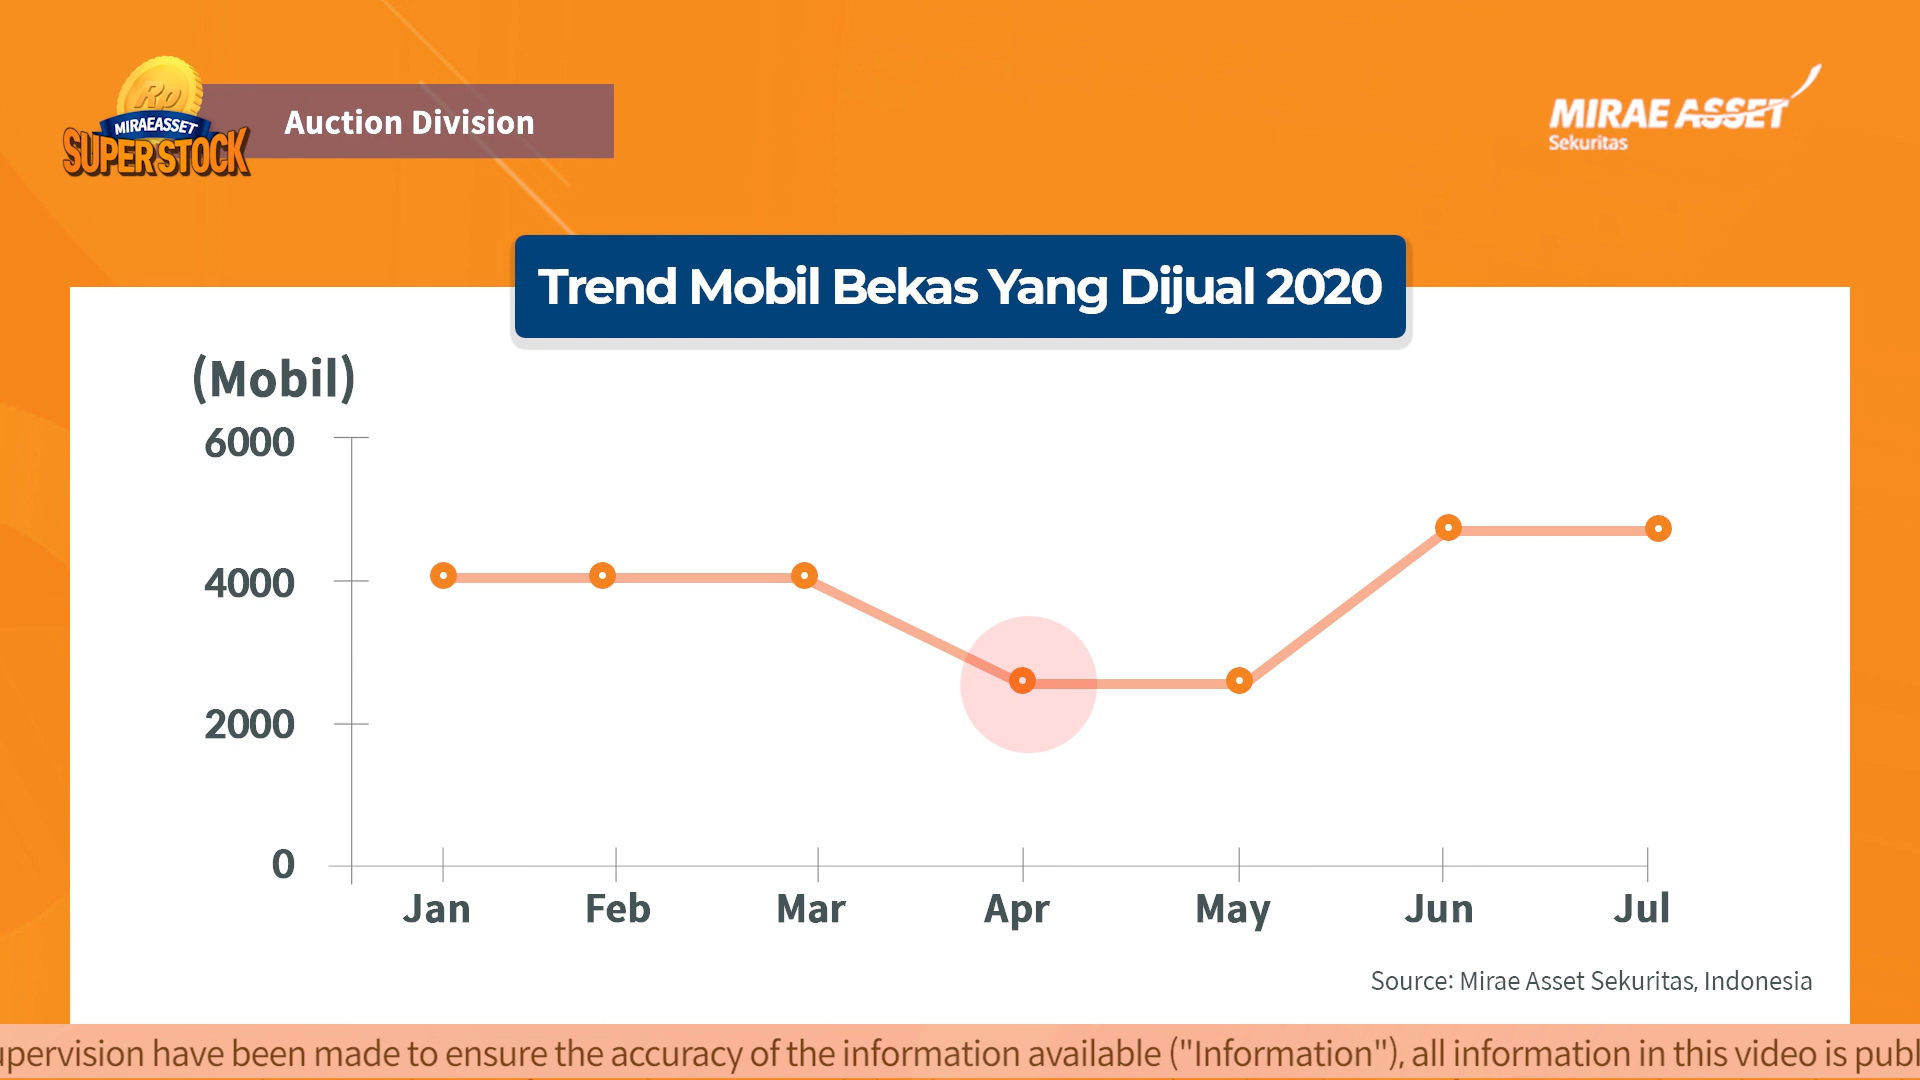 Rp
MIRAEASSET
SUPERSTOCK
Auction Division
MIRAE ASSET
Sekuritas
Trend Mobil Bekas Yang Dijual 2020
(Mobil)
6000
4000
2000
0
Jan Feb Mar Apr May Jun Jul
Source: Mirae Asset Sekuritas, Indonesia
upervision have been made to ensure the accuracy of the information available ("Information"), all information in this video is publ